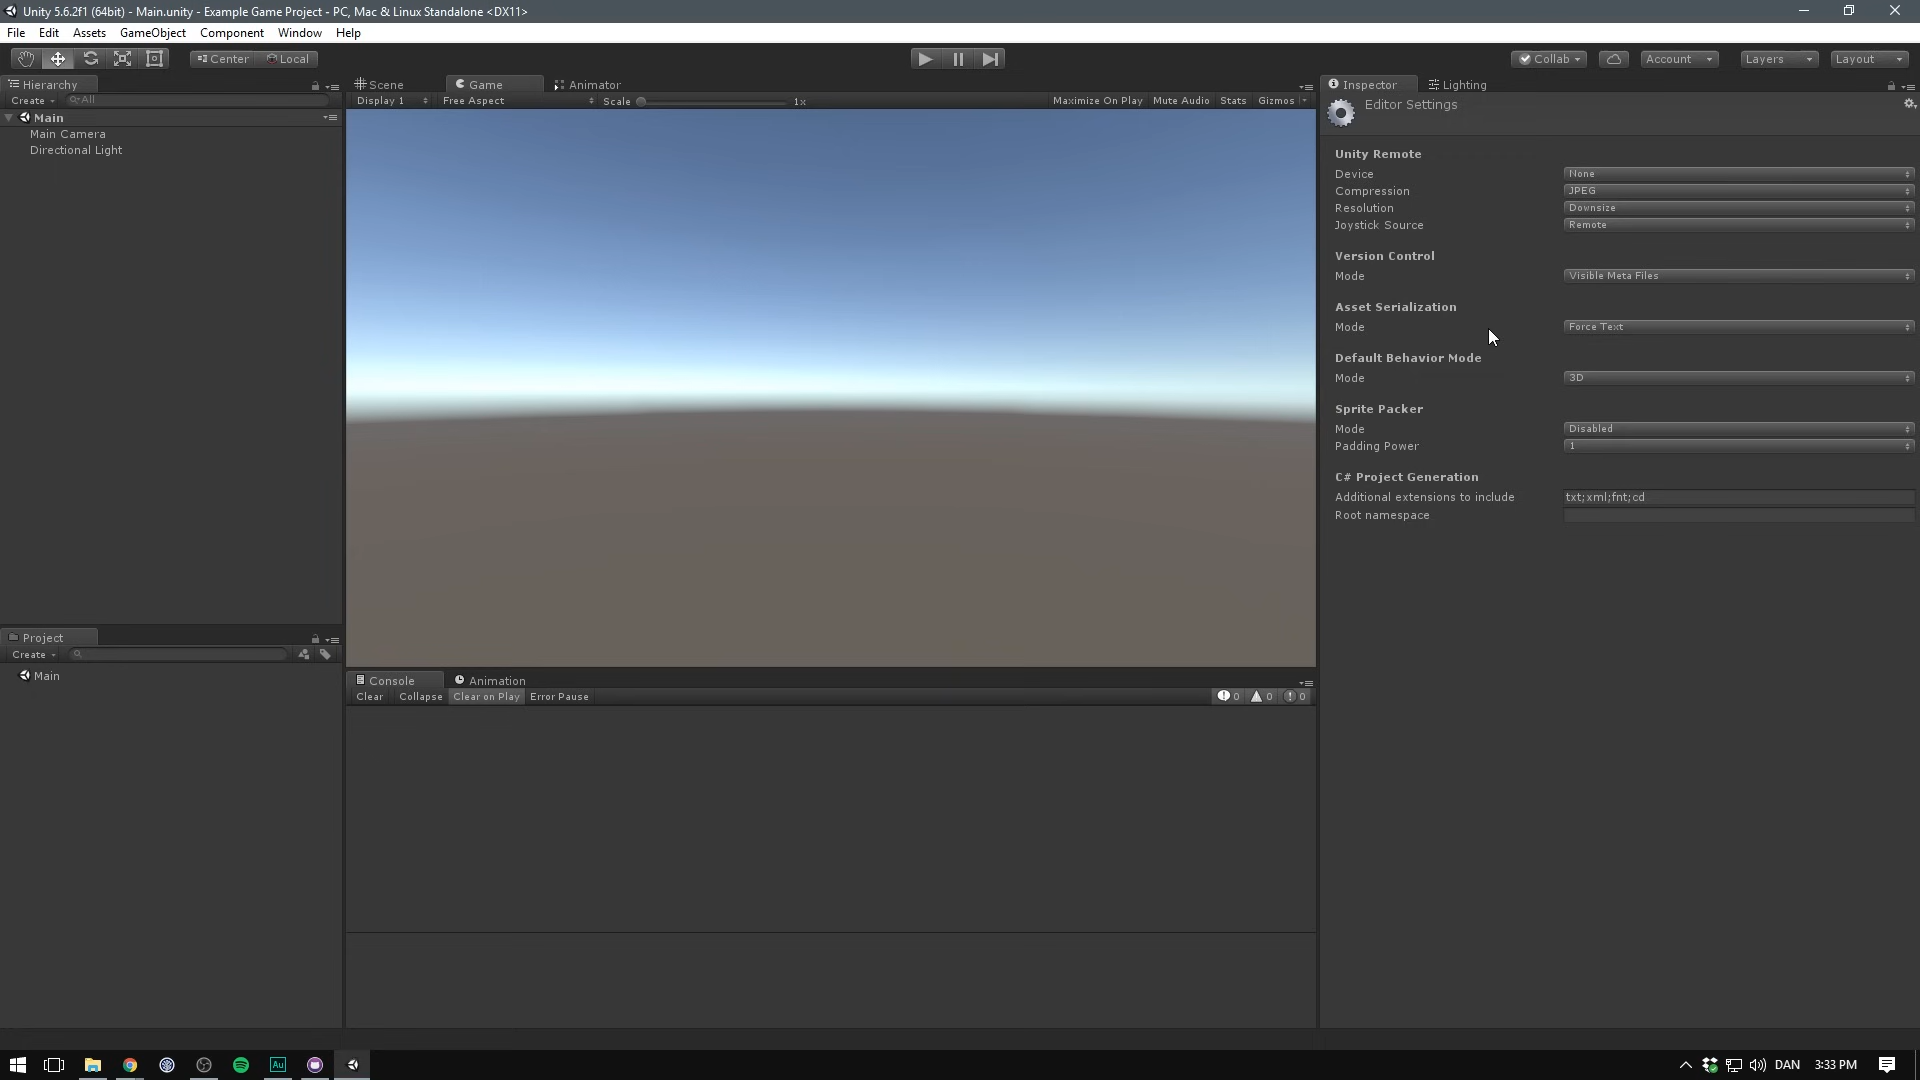 Unity 5.6.2f1 (64bit) - Main.unity - Example Game Project - PC, Mac & Linux Standalone <DX11>
File Edit Assets GameObject Component Window Help
Center Local Collab Account Layers Layout
Hierarchy
Create All
Main
Main Camera
Directional Light
Scene Game Animator
Display 1 Free Aspect Scale 1x Maximize On Play Mute Audio Stats Gizmos
Inspector Lighting
Editor Settings
Unity Remote
Device None
Compression JPEG
Resolution Downsize
Joystick Source Remote
Version Control
Mode Visible Meta Files
Asset Serialization
Mode Force Text
Default Behavior Mode
Mode 3D
Sprite Packer
Mode Disabled
Padding Power 1
C# Project Generation
Additional extensions to include txt;xml;fnt;cd
Root namespace
Project
Create
Main
Console Animation
Clear Collapse Clear on Play Error Pause 0 0 0
Au DAN 3:33 PM